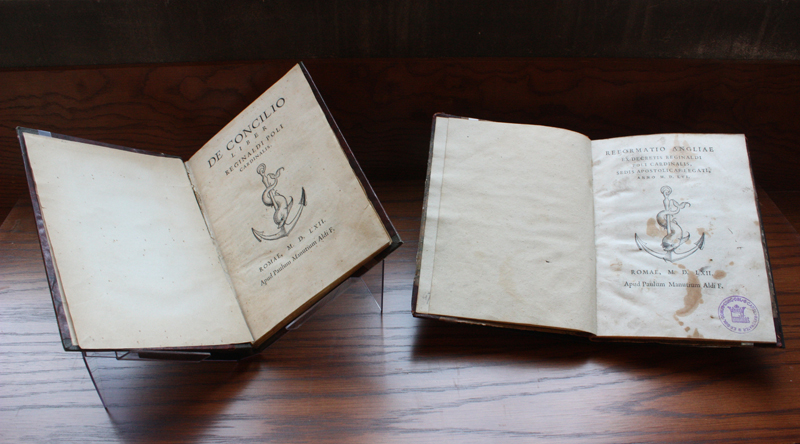 DE CONCILIO
LIBER
REGINALDI POLI
CARDINALIS.
ROMAE, M. D. LXII.
Apud Paulum Manutium Aldi F.
REFORMATIO ANGLIAE
EX DECRETIS REGINALDI
POLI CARDINALIS,
SEDIS APOSTOLICAE LEGATI,
ANNO M. D. LVI.
ROMAE, M. D. LXII.
Apud Paulum Manutium Aldi F.